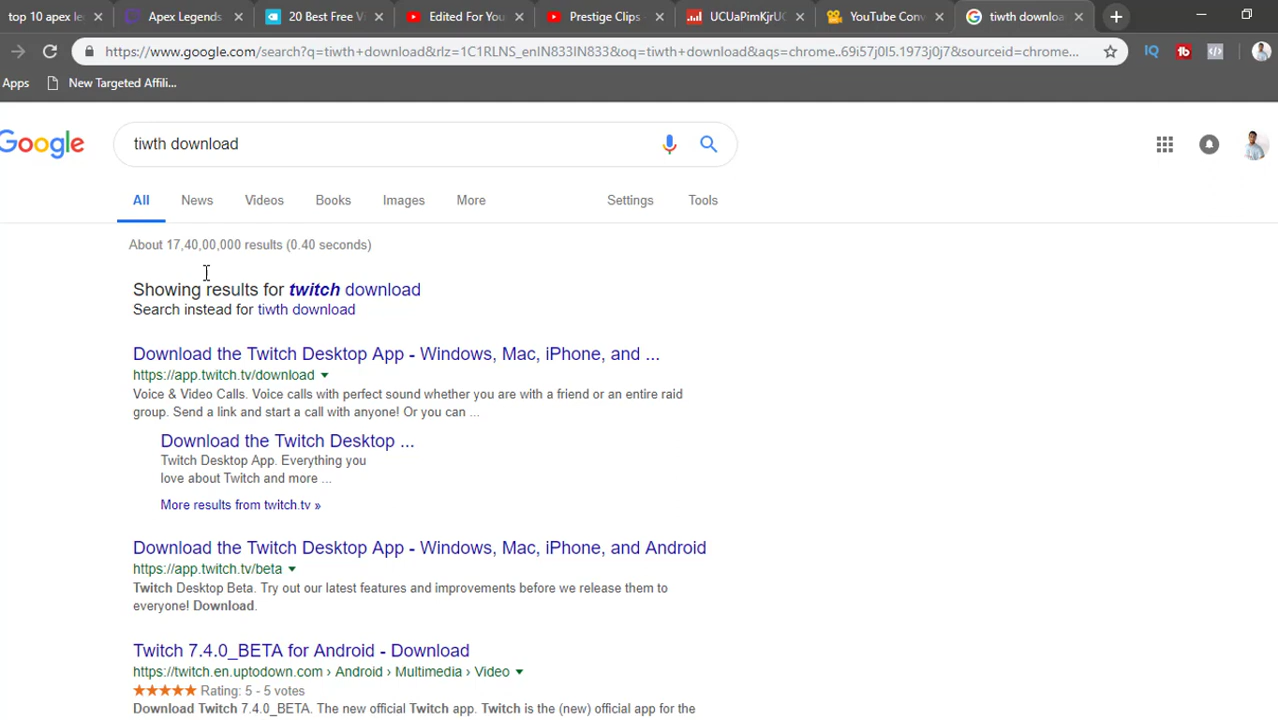 top 10 apex le
Apex Legends
20 Best Free V
Edited For You
Prestige Clips -
UCUaPimKjrUC
YouTube Conv
tiwth downloa
https://www.google.com/search?q=tiwth+download&rlz=1C1RLNS_enIN833IN833&oq=tiwth+download&aqs=chrome..69i57j0l5.1973j0j7&sourceid=chrome...
IQ
Apps
New Targeted Affili...
Google
tiwth download
All
News
Videos
Books
Images
More
Settings
Tools
About 17,40,00,000 results (0.40 seconds)
Showing results for twitch download
Search instead for tiwth download
Download the Twitch Desktop App - Windows, Mac, iPhone, and ...
https://app.twitch.tv/download
Voice & Video Calls. Voice calls with perfect sound whether you are with a friend or an entire raid
group. Send a link and start a call with anyone! Or you can ...
Download the Twitch Desktop ...
Twitch Desktop App. Everything you
love about Twitch and more ...
More results from twitch.tv »
Download the Twitch Desktop App - Windows, Mac, iPhone, and Android
https://app.twitch.tv/beta
Twitch Desktop Beta. Try out our latest features and improvements before we release them to
everyone! Download.
Twitch 7.4.0_BETA for Android - Download
https://twitch.en.uptodown.com › Android › Multimedia › Video
Rating: 5 - 5 votes
Download Twitch 7.4.0_BETA. The new official Twitch app. Twitch is the (new) official app for the